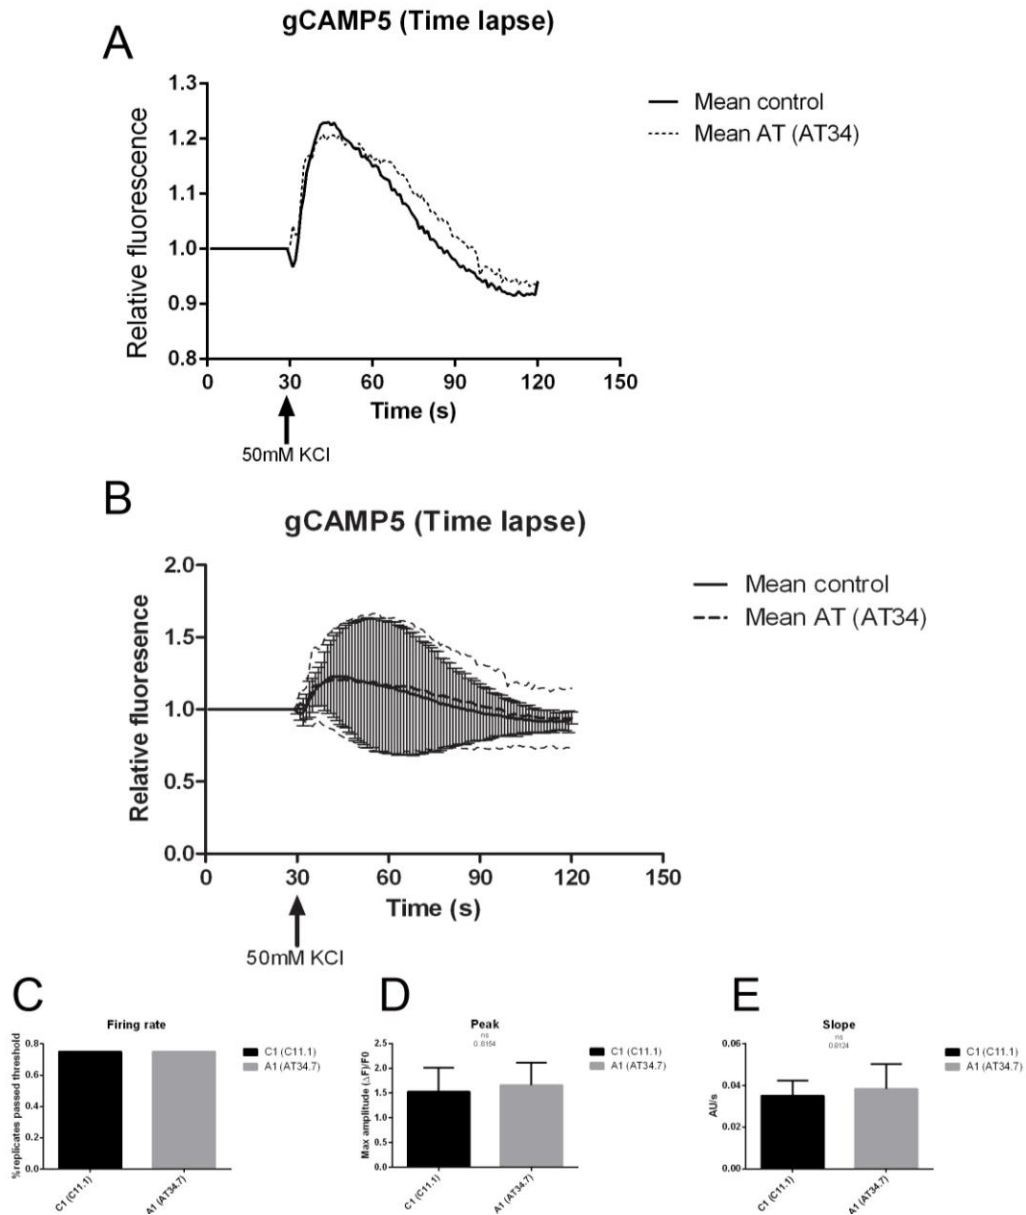 A
gCAMP5 (Time lapse)
Relative fluorescence
1.3
1.2
1.1
1.0
0.9
0.8
0 30 60 90 120 150
Time (s)
50mM KCl
Mean control
Mean AT (AT34)
B
gCAMP5 (Time lapse)
Relative fluoresence
2.0
1.5
1.0
0.5
0.0
0 30 60 90 120 150
Time (s)
50mM KCl
Mean control
Mean AT (AT34)
C
Firing rate
%replicates passed threshold
0.8
0.6
0.4
0.2
0.0
C1 (C11.1)
A1 (AT34.7)
C1 (C11.1)
A1 (AT34.7)
D
Peak
ns
0.8154
Max amplitude (ΔF)/F0
2.5
2.0
1.5
1.0
0.5
0.0
C1 (C11.1)
A1 (AT34.7)
C1 (C11.1)
A1 (AT34.7)
E
Slope
ns
0.8124
AU/s
0.06
0.04
0.02
0.00
C1 (C11.1)
A1 (AT34.7)
C1 (C11.1)
A1 (AT34.7)